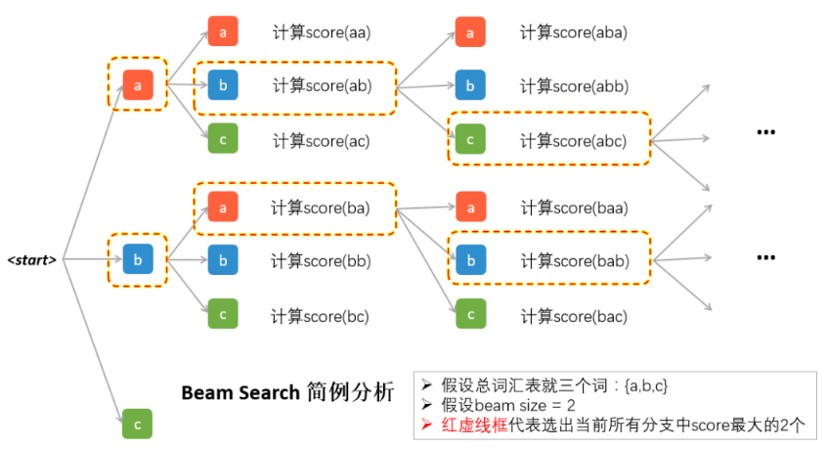 a 计算score(aa) a 计算score(aba)
a b 计算score(ab) b 计算score(abb)
c 计算score(ac) c 计算score(abc) ...
a 计算score(ba) a 计算score(baa)
<start> b b 计算score(bb) b 计算score(bab) ...
c 计算score(bc) c 计算score(bac)
c
Beam Search 简例分析
➤ 假设总词汇表就三个词：{a,b,c}
➤ 假设beam size = 2
➤ 红虚线框代表选出当前所有分支中score最大的2个